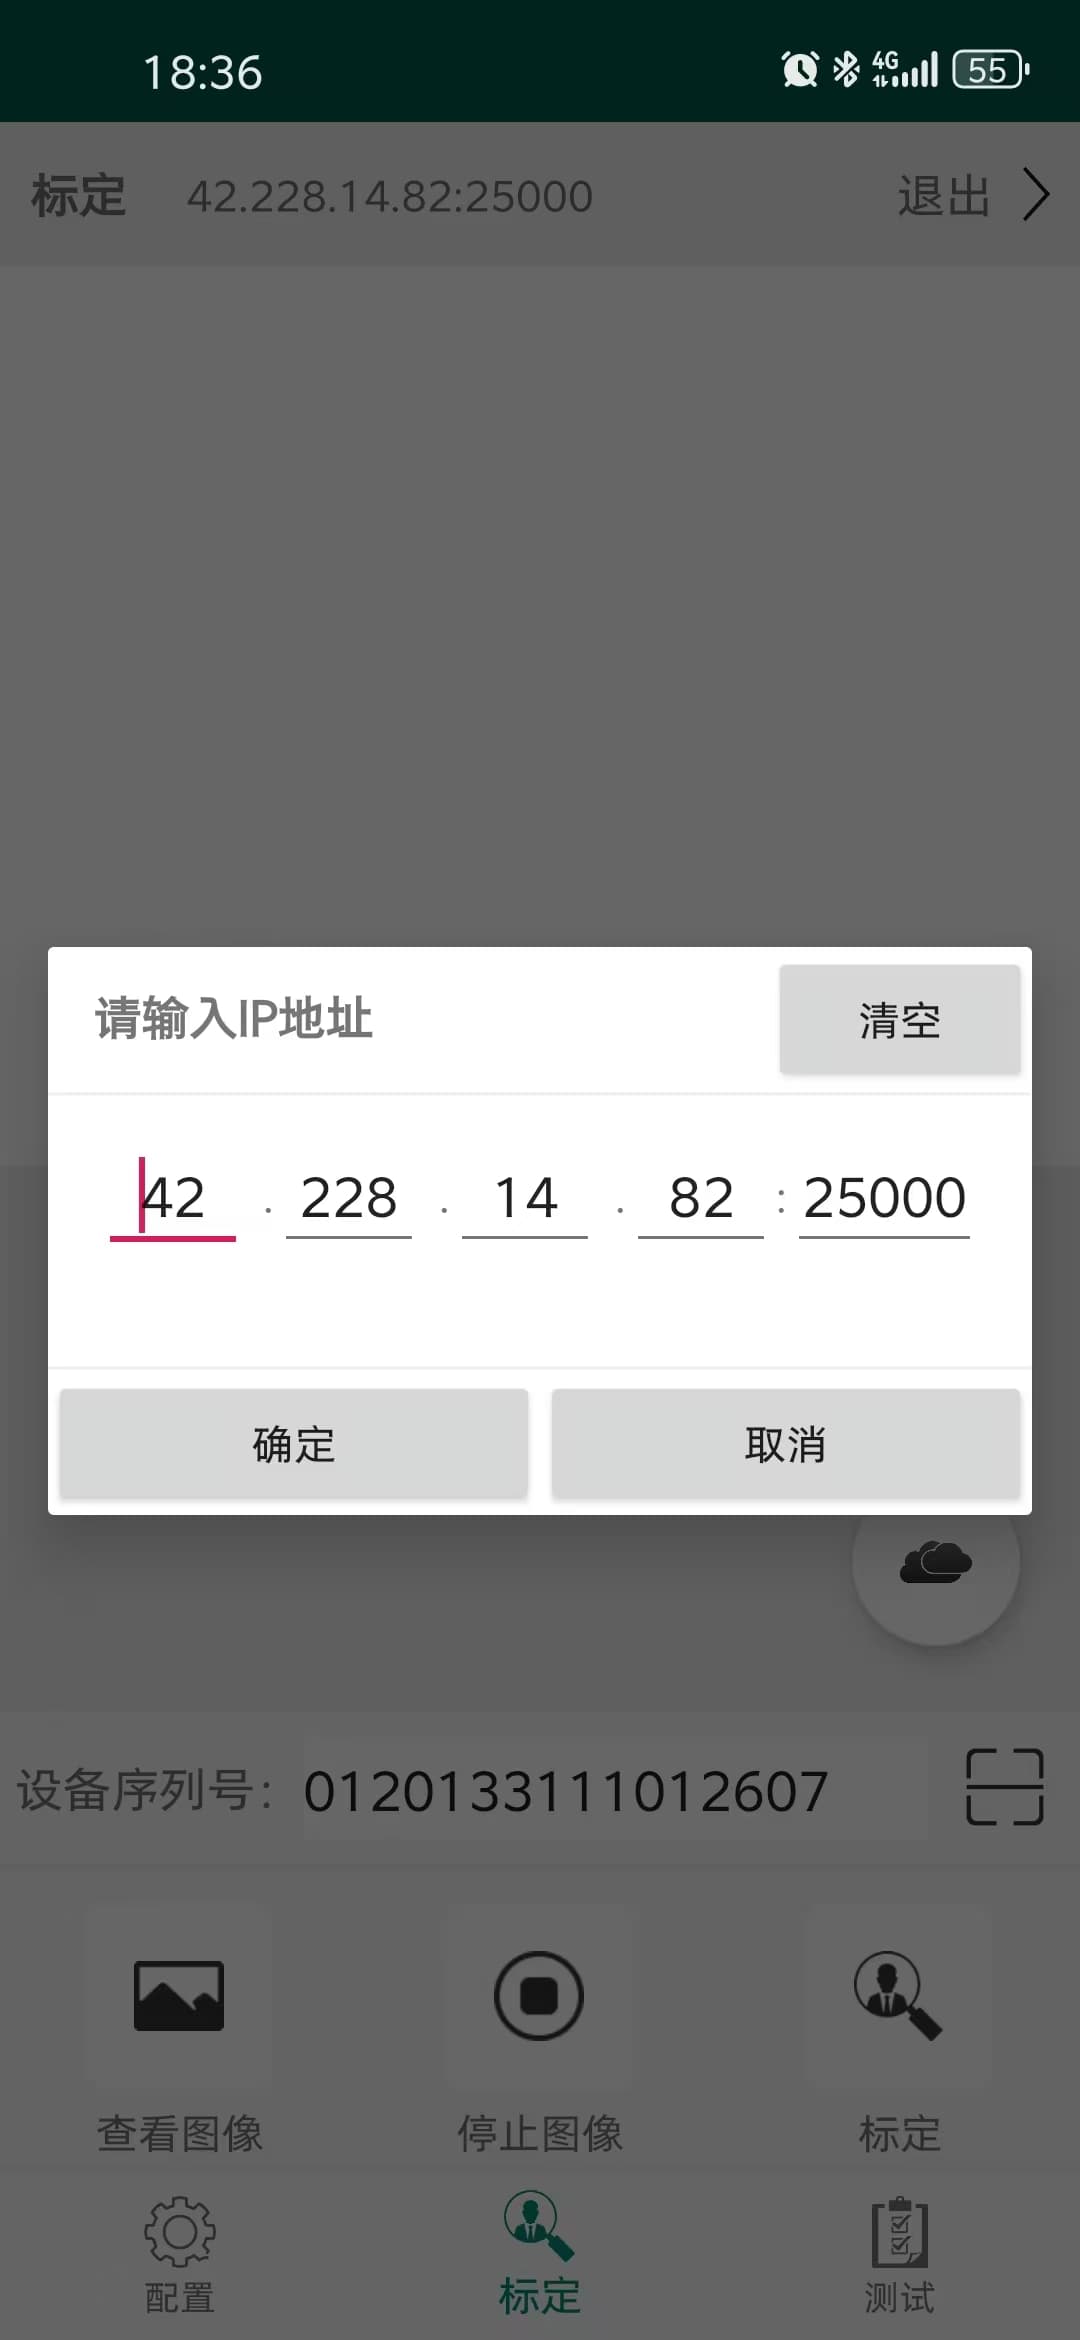 18:36 4G 55
标定 42.228.14.82:25000 退出
请输入IP地址 清空
42 . 228 . 14 . 82 : 25000
确定 取消
设备序列号: 0120133111012607
查看图像 停止图像 标定
配置 标定 测试